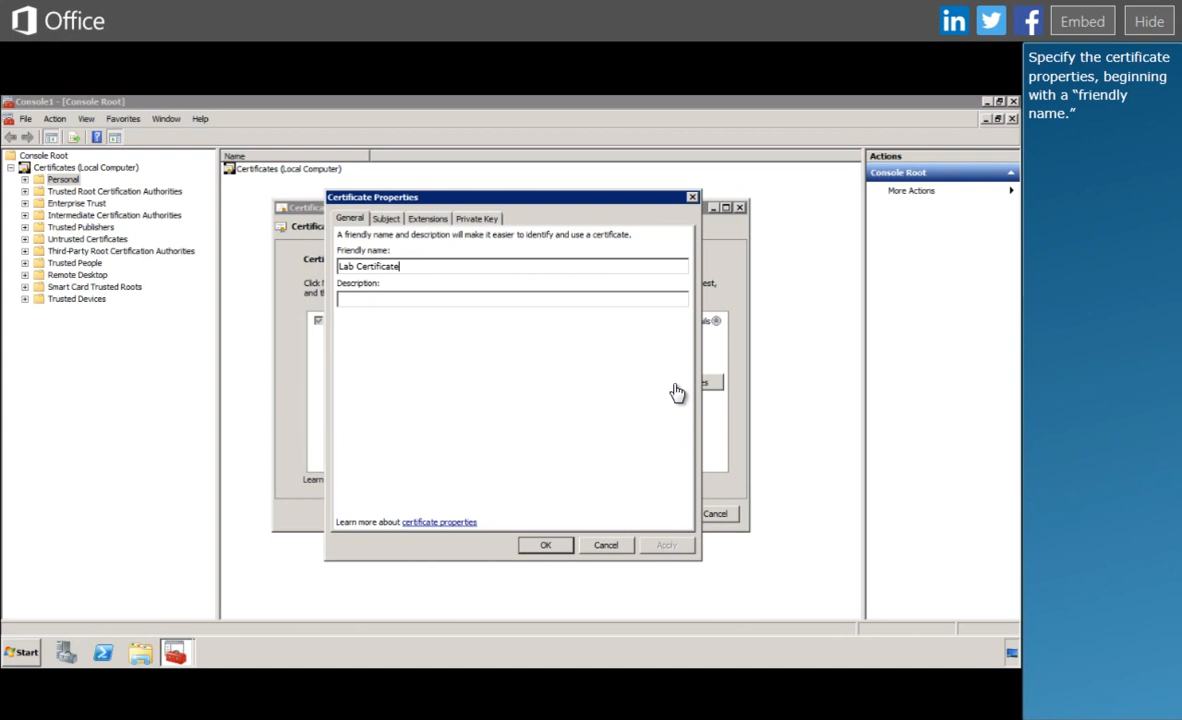 Office
Embed
Hide
Specify the certificate
properties, beginning
with a “friendly
name.”
Console1 - [Console Root]
File Action View Favorites Window Help
Console Root
Certificates (Local Computer)
Personal
Trusted Root Certification Authorities
Enterprise Trust
Intermediate Certification Authorities
Trusted Publishers
Untrusted Certificates
Third-Party Root Certification Authorities
Trusted People
Remote Desktop
Smart Card Trusted Roots
Trusted Devices
Name
Certificates (Local Computer)
Actions
Console Root
More Actions
Certificate Properties
General Subject Extensions Private Key
A friendly name and description will make it easier to identify and use a certificate.
Friendly name:
Lab Certificate
Description:
Learn more about certificate properties
OK Cancel Apply
Learn
Cancel
Start